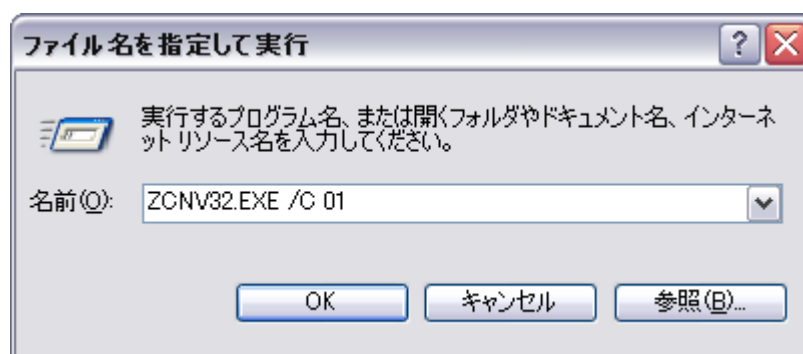 ファイル名を指定して実行
実行するプログラム名、または開くフォルダやドキュメント名、インターネ
ット リソース名を入力してください。
名前(O): ZCNV32.EXE /C 01
OK キャンセル 参照(B)...